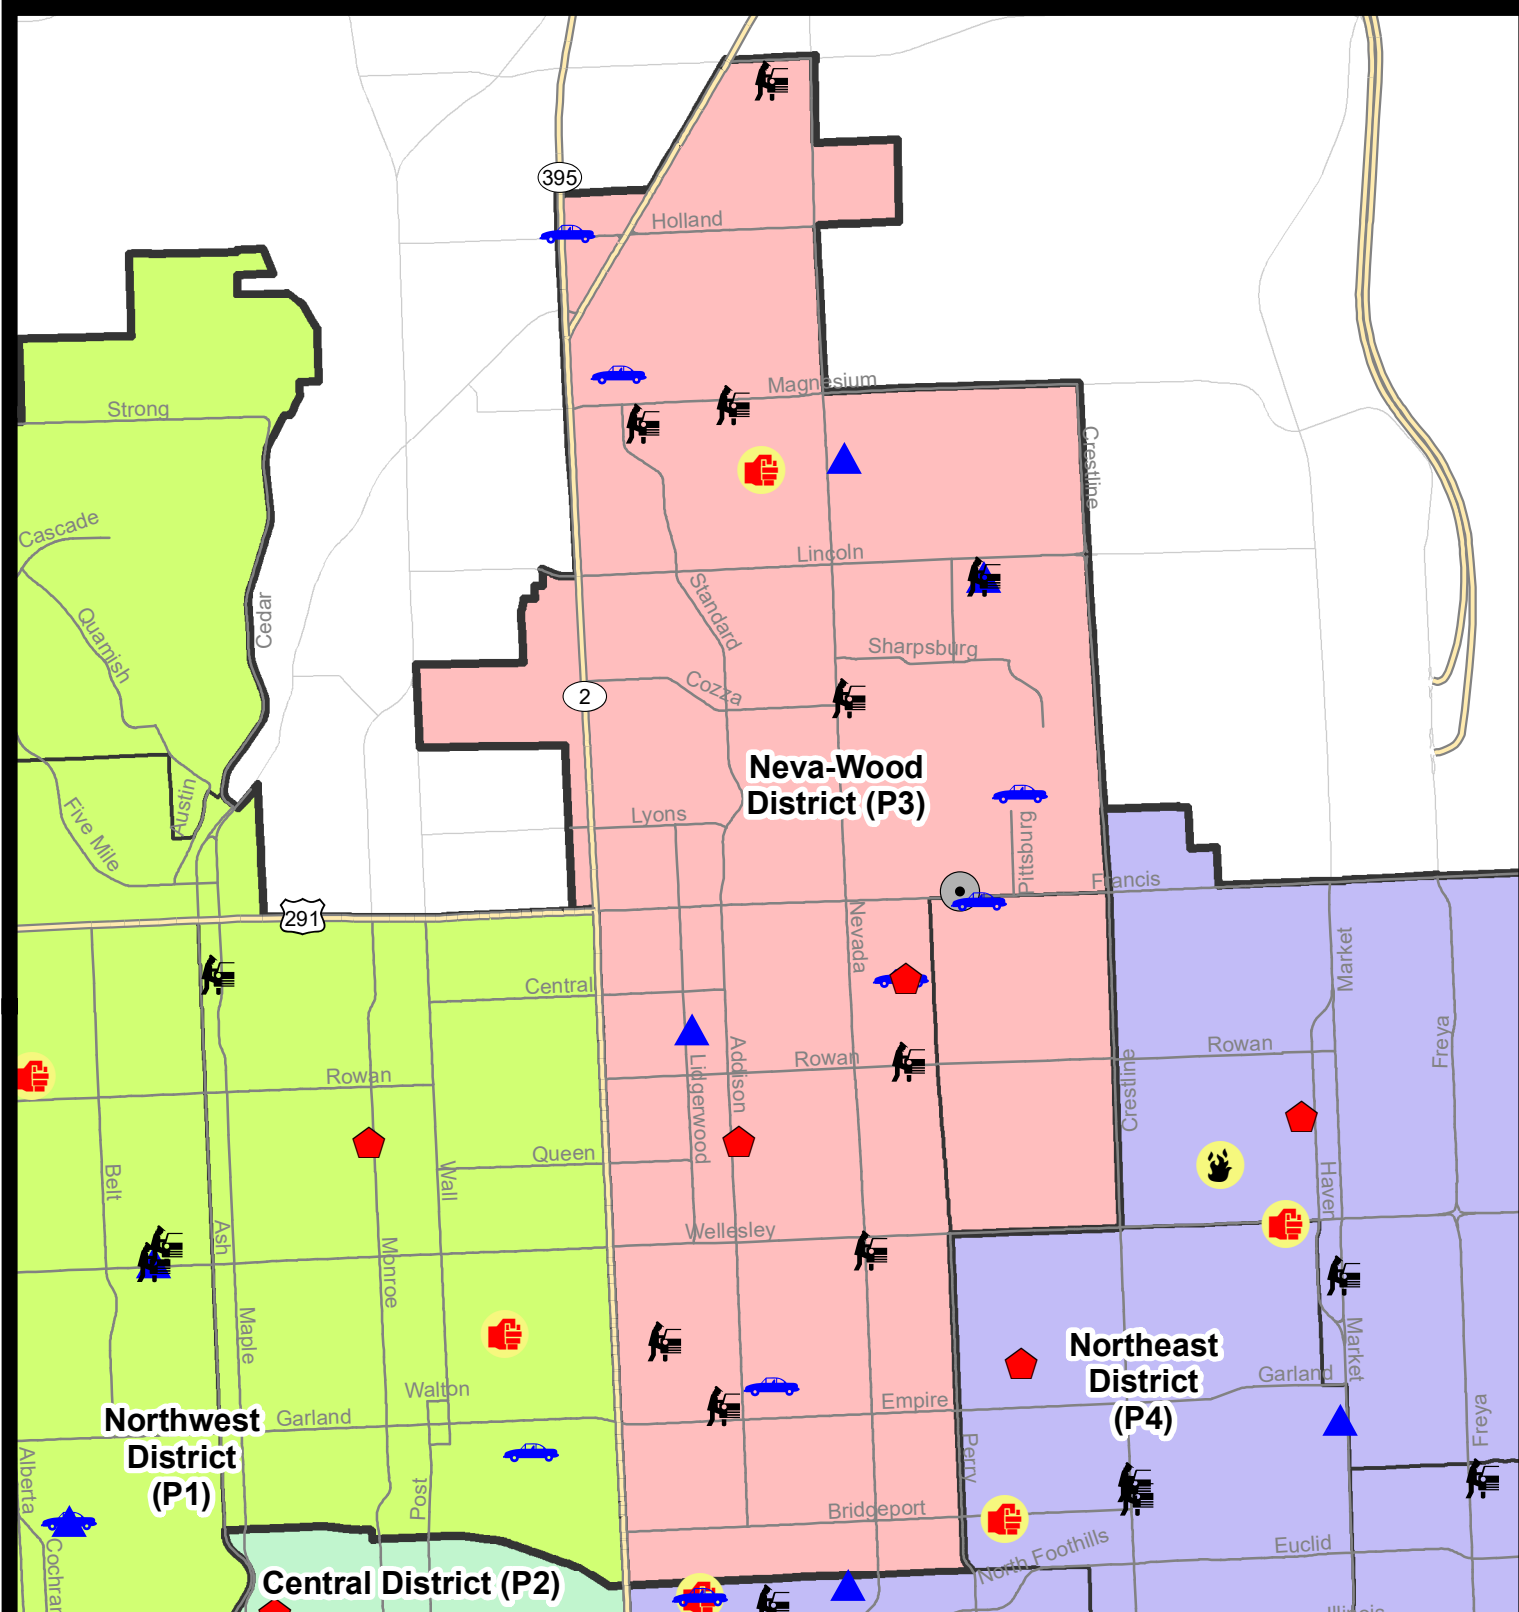 395
Holland
Magnesium
Strong
Crestline
Cascade
Lincoln
Standard
Quamish
Cedar
Sharpsburg
Cozza
2
Neva-Wood
District (P3)
Austin
Five Mile
Lyons
Pittsburg
Francis
291
Nevada
Market
Central
Freya
Rowan
Rowan
Rowan
Addison
Lidgerwood
Crestline
Queen
Belt
Wall
Haven
Ash
Wellesley
Monroe
Maple
Northeast
District
(P4)
Market
Walton
Garland
Empire
Garland
Northwest
District
(P1)
Freya
Perry
Alberta
Post
Bridgeport
North Foothills
Euclid
Cochran
Central District (P2)